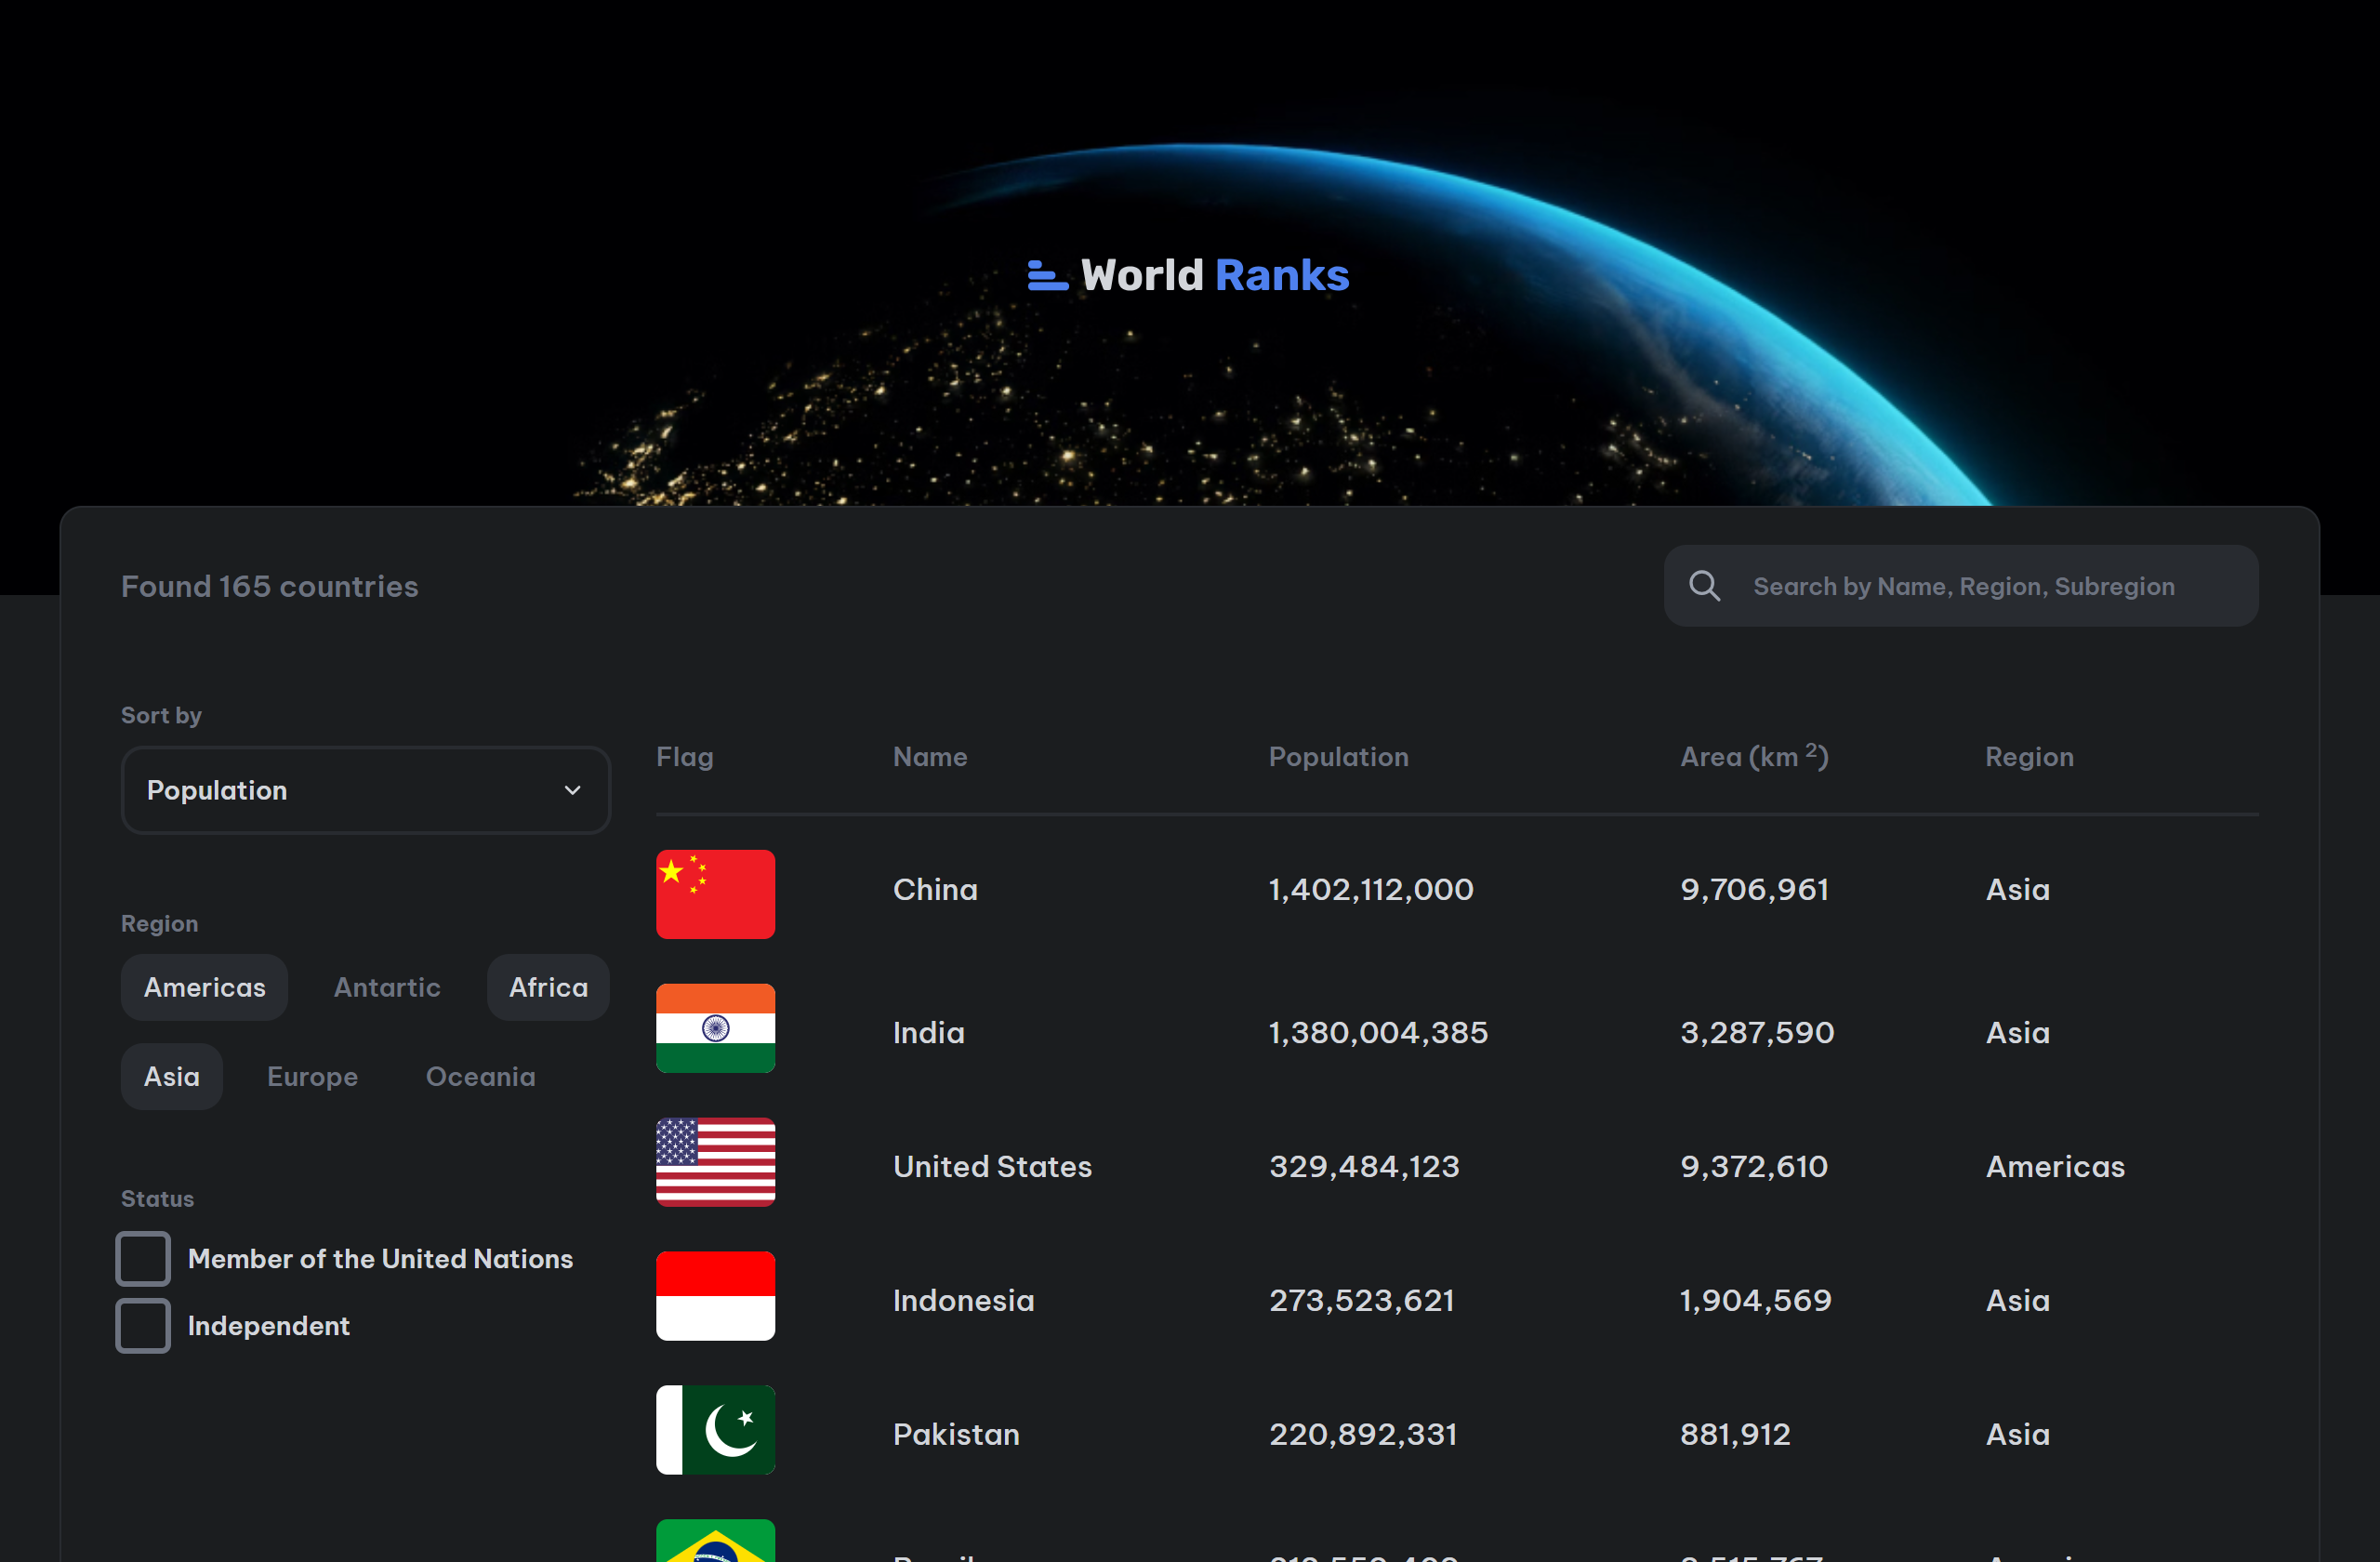 World Ranks
Found 165 countries
Search by Name, Region, Subregion
Sort by
Population
Region
Americas Antartic Africa
Asia Europe Oceania
Status
Member of the United Nations
Independent
Flag Name Population Area (km ²) Region
China 1,402,112,000 9,706,961 Asia
India 1,380,004,385 3,287,590 Asia
United States 329,484,123 9,372,610 Americas
Indonesia 273,523,621 1,904,569 Asia
Pakistan 220,892,331 881,912 Asia